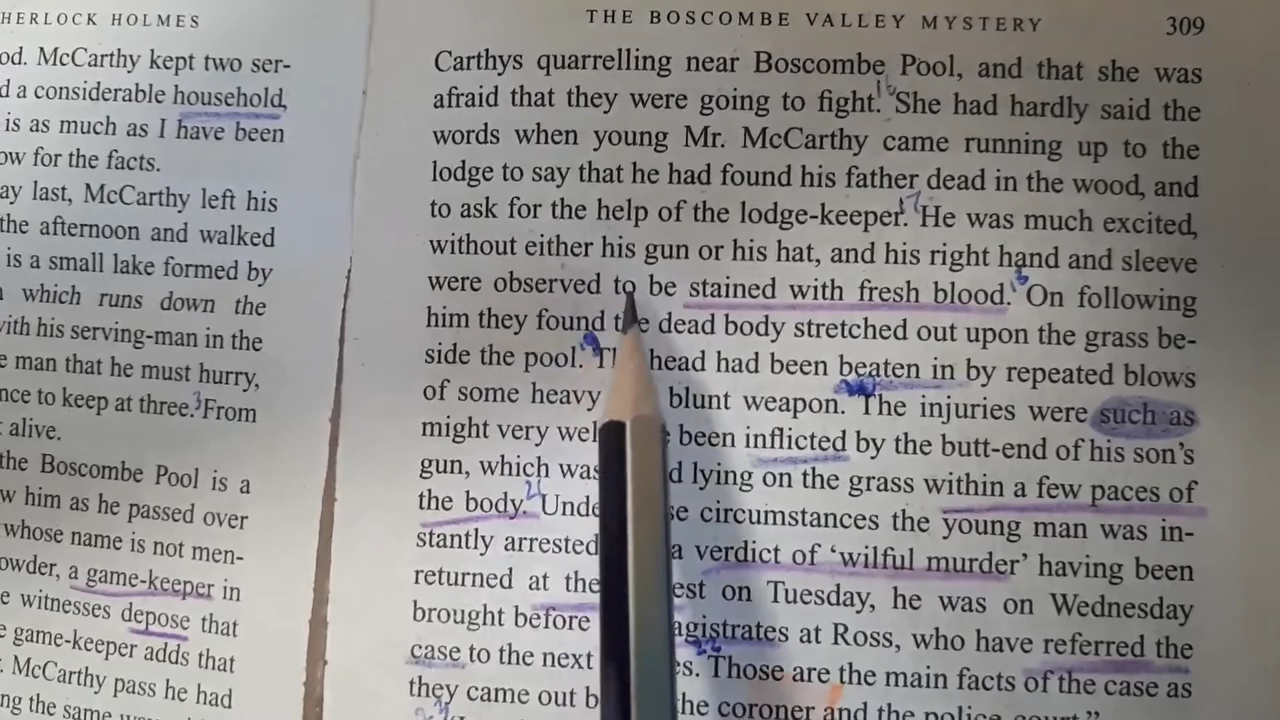 HERLOCK HOLMES
od. McCarthy kept two ser-
d a considerable household,
is as much as I have been
ow for the facts.
ay last, McCarthy left his
the afternoon and walked
is a small lake formed by
which runs down the
with his serving-man in the
e man that he must hurry,
nce to keep at three.3 From
alive.
the Boscombe Pool is a
w him as he passed over
whose name is not men-
owder, a game-keeper in
e witnesses depose that
e game-keeper adds that
McCarthy pass he had
ng the same
THE BOSCOMBE VALLEY MYSTERY 309
Carthys quarrelling near Boscombe Pool, and that she was
afraid that they were going to fight.16 She had hardly said the
words when young Mr. McCarthy came running up to the
lodge to say that he had found his father dead in the wood, and
to ask for the help of the lodge-keeper.17 He was much excited,
without either his gun or his hat, and his right hand and sleeve
were observed to be stained with fresh blood.18 On following
him they found the dead body stretched out upon the grass be-
side the pool. head had been beaten in by repeated blows
of some heavy blunt weapon. The injuries were such as
might very wel been inflicted by the butt-end of his son's
gun, which was d lying on the grass within a few paces of
the body.21 Unde se circumstances the young man was in-
stantly arrested a verdict of 'wilful murder' having been
returned at the est on Tuesday, he was on Wednesday
brought before agistrates at Ross, who have referred the
case to the next es.22 Those are the main facts of the case as
they came out b the coroner and the police court."